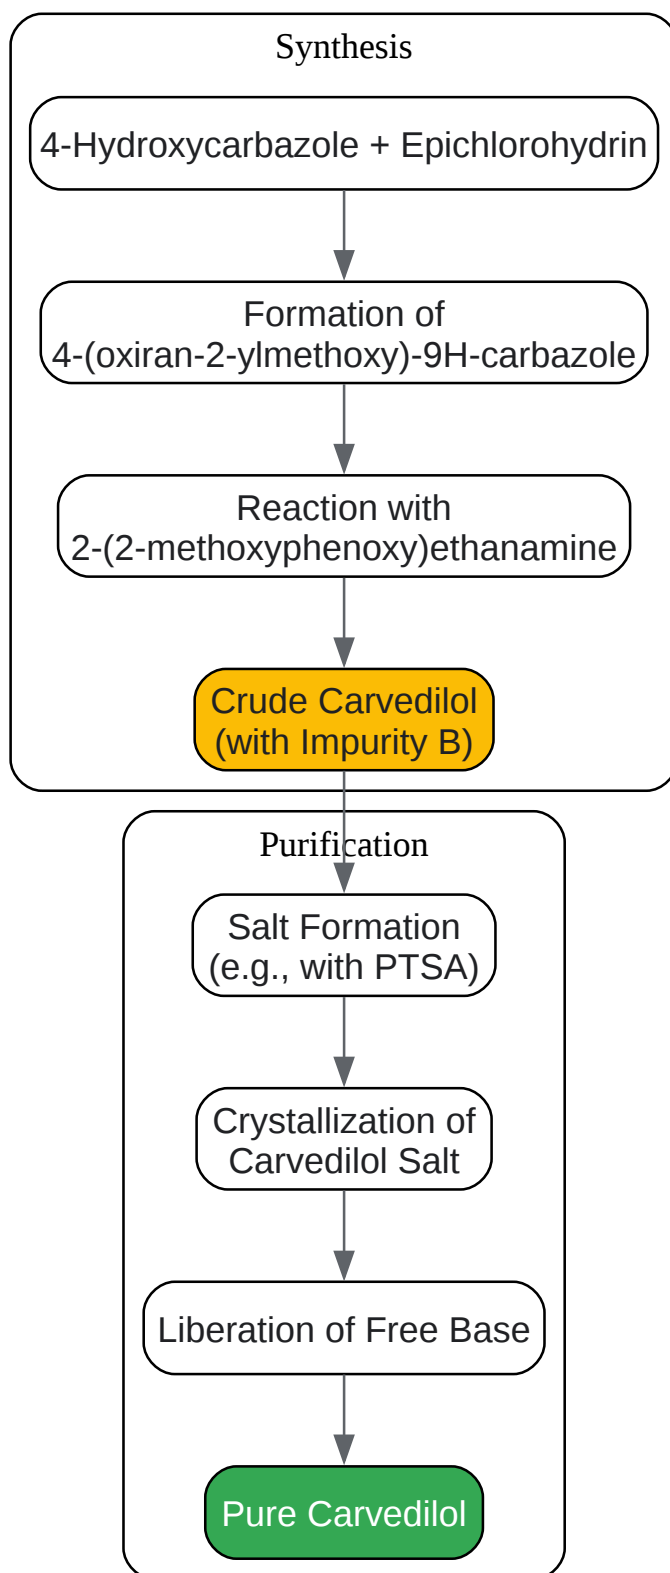 Synthesis
4-Hydroxycarbazole + Epichlorohydrin
Formation of
4-(oxiran-2-ylmethoxy)-9H-carbazole
Reaction with
2-(2-methoxyphenoxy)ethanamine
Crude Carvedilol
(with Impurity B)
Purification
Salt Formation
(e.g., with PTSA)
Crystallization of
Carvedilol Salt
Liberation of Free Base
Pure Carvedilol